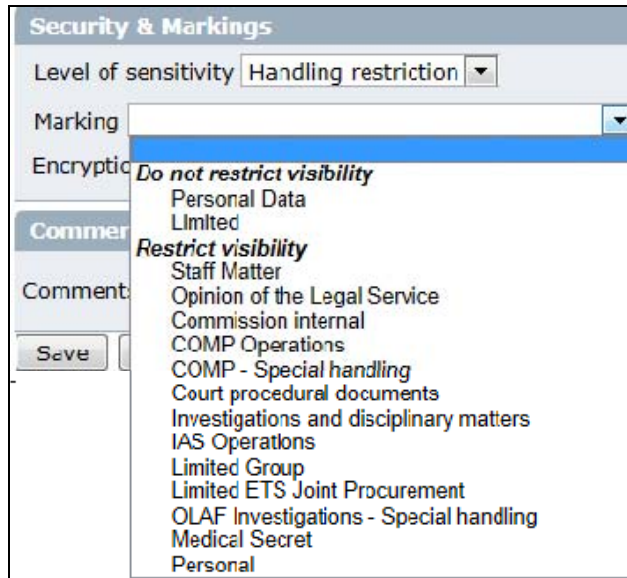 Security & Markings
Level of sensitivity Handling restriction
Marking
Encryptio
Do not restrict visibility
Personal Data
Limited
Restrict visibility
Staff Matter
Opinion of the Legal Service
Commission internal
COMP Operations
COMP - Special handling
Court procedural documents
Investigations and disciplinary matters
IAS Operations
Limited Group
Limited ETS Joint Procurement
OLAF Investigations - Special handling
Medical Secret
Personal
Commer
Comment
Save